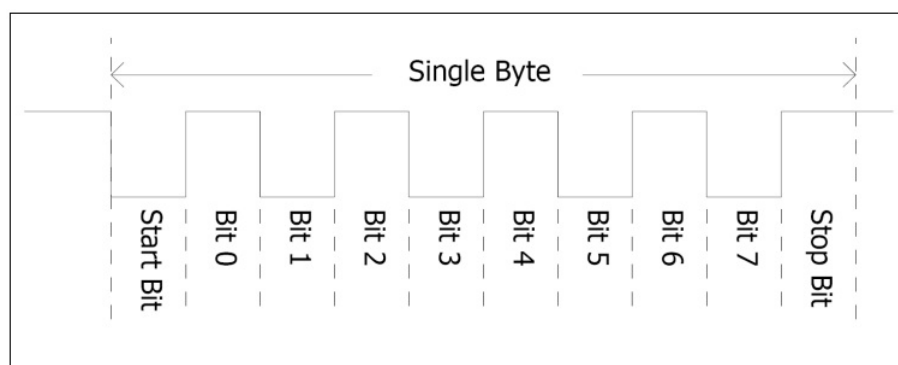 Single Byte
Start Bit
Bit 0
Bit 1
Bit 2
Bit 3
Bit 4
Bit 5
Bit 6
Bit 7
Stop Bit